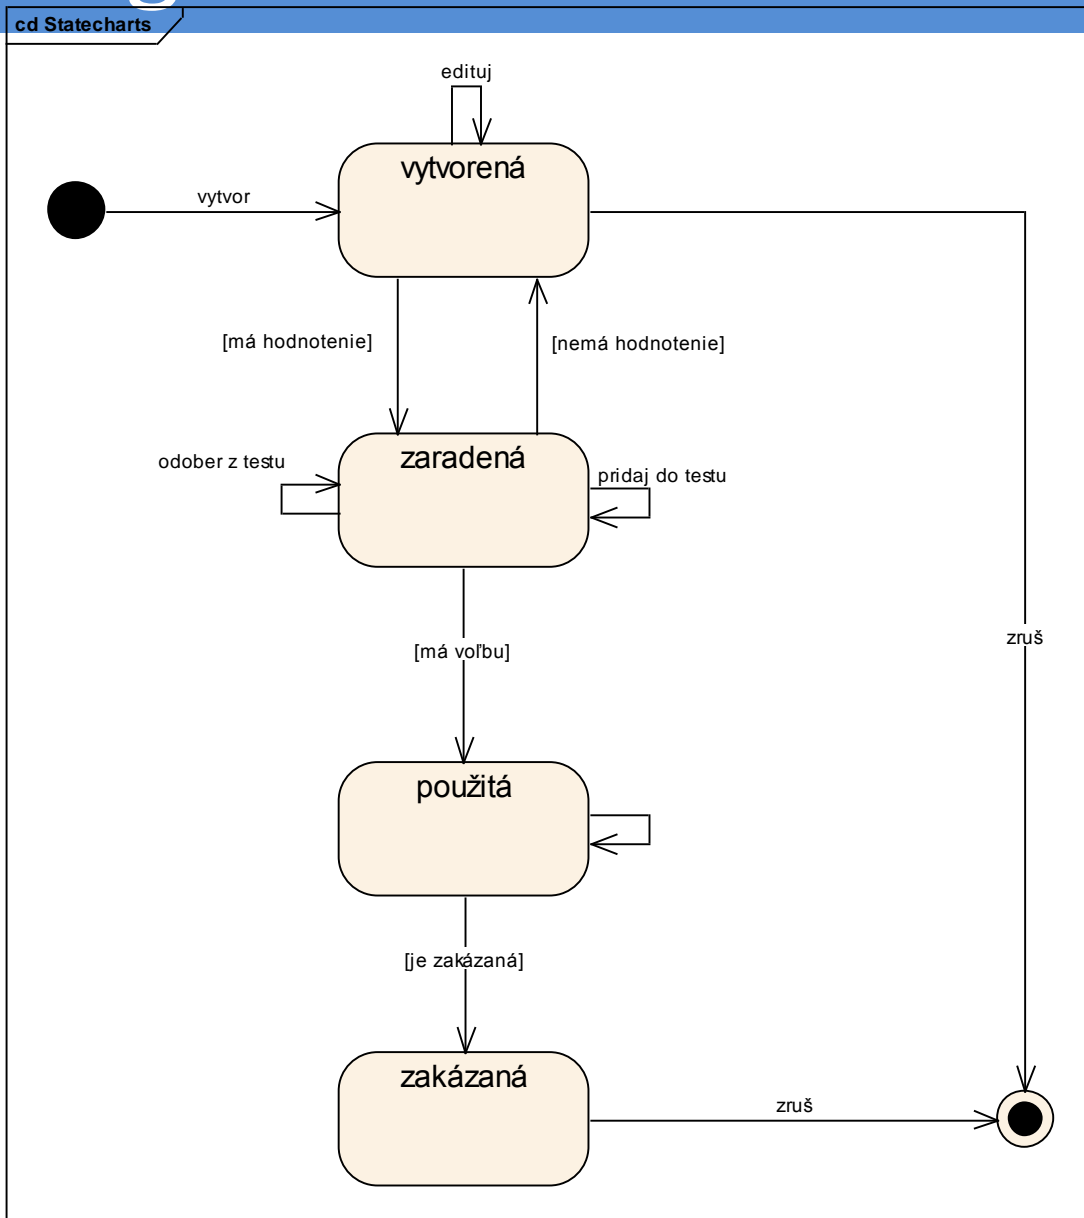 cd Statecharts
edituj
vytvorená
vytvor
[má hodnotenie]
[nemá hodnotenie]
zaradená
odober z testu
pridaj do testu
[má voľbu]
zruš
použitá
[je zakázaná]
zakázaná
zruš